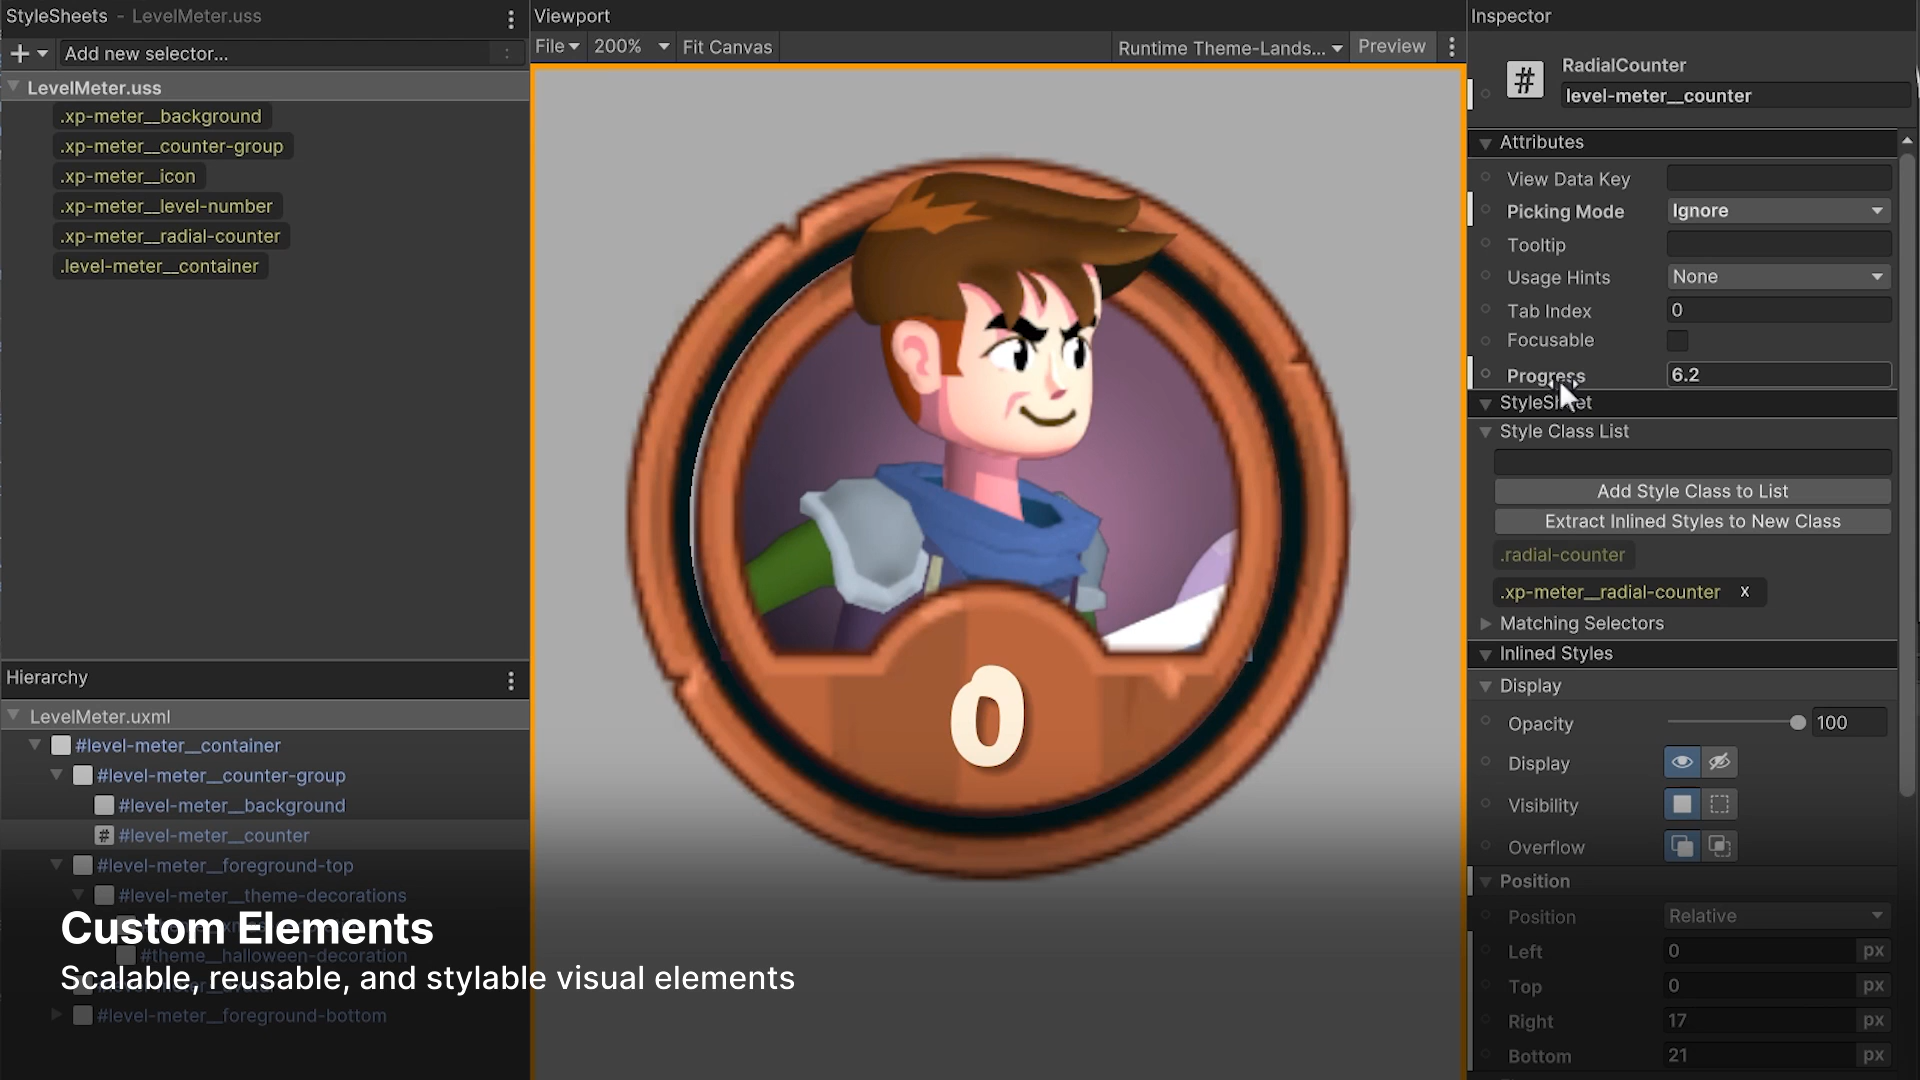 StyleSheets - LevelMeter.uss
Add new selector...
LevelMeter.uss
.xp-meter__background
.xp-meter__counter-group
.xp-meter__icon
.xp-meter__level-number
.xp-meter__radial-counter
.level-meter__container
Hierarchy
LevelMeter.uxml
#level-meter__container
#level-meter__counter-group
#level-meter__background
#level-meter__counter
#level-meter__foreground-top
#level-meter__theme-decorations
#theme__halloween-decoration
#level-meter__foreground-bottom
Custom Elements
Scalable, reusable, and stylable visual elements
Viewport
File 200% Fit Canvas Runtime Theme-Lands... Preview
0
Inspector
# RadialCounter
level-meter__counter
Attributes
View Data Key
Picking Mode Ignore
Tooltip
Usage Hints None
Tab Index 0
Focusable
Progress 6.2
StyleSheet
Style Class List
Add Style Class to List
Extract Inlined Styles to New Class
.radial-counter
.xp-meter__radial-counter x
Matching Selectors
Inlined Styles
Display
Opacity 100
Display
Visibility
Overflow
Position
Position Relative
Left 0 px
Top 0 px
Right 17 px
Bottom 21 px